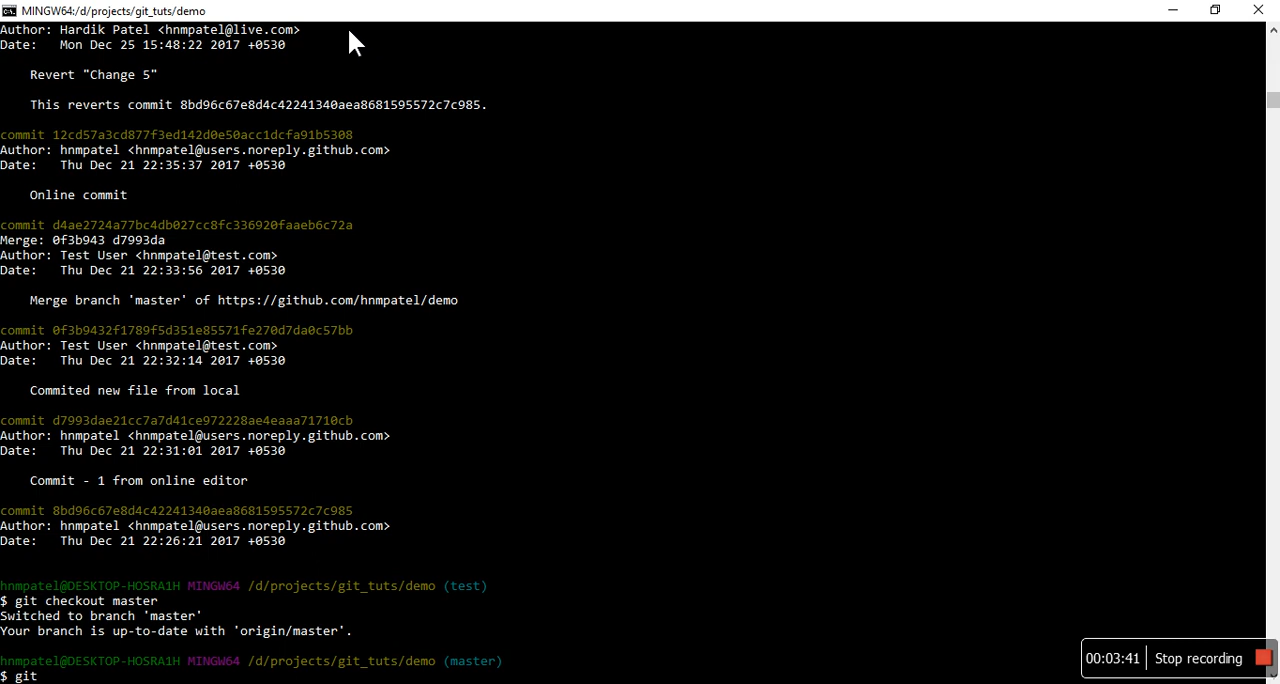 MINGW64:/d/projects/git_tuts/demo
Author: Hardik Patel <hnmpatel@live.com>
Date:   Mon Dec 25 15:48:22 2017 +0530
    Revert "Change 5"
    This reverts commit 8bd96c67e8d4c42241340aea8681595572c7c985.
commit 12cd57a3cd877f3ed142d0e50acc1dcfa91b5308
Author: hnmpatel <hnmpatel@users.noreply.github.com>
Date:   Thu Dec 21 22:35:37 2017 +0530
    Online commit
commit d4ae2724a77bc4db027cc8fc336920faaeb6c72a
Merge: 0f3b943 d7993da
Author: Test User <hnmpatel@test.com>
Date:   Thu Dec 21 22:33:56 2017 +0530
    Merge branch 'master' of https://github.com/hnmpatel/demo
commit 0f3b9432f1789f5d351e85571fe270d7da0c57bb
Author: Test User <hnmpatel@test.com>
Date:   Thu Dec 21 22:32:14 2017 +0530
    Commited new file from local
commit d7993dae21cc7a7d41ce972228ae4eaaa71710cb
Author: hnmpatel <hnmpatel@users.noreply.github.com>
Date:   Thu Dec 21 22:31:01 2017 +0530
    Commit - 1 from online editor
commit 8bd96c67e8d4c42241340aea8681595572c7c985
Author: hnmpatel <hnmpatel@users.noreply.github.com>
Date:   Thu Dec 21 22:26:21 2017 +0530
hnmpatel@DESKTOP-HOSRA1H MINGW64 /d/projects/git_tuts/demo (test)
$ git checkout master
Switched to branch 'master'
Your branch is up-to-date with 'origin/master'.
hnmpatel@DESKTOP-HOSRA1H MINGW64 /d/projects/git_tuts/demo (master)
$ git
00:03:41 Stop recording